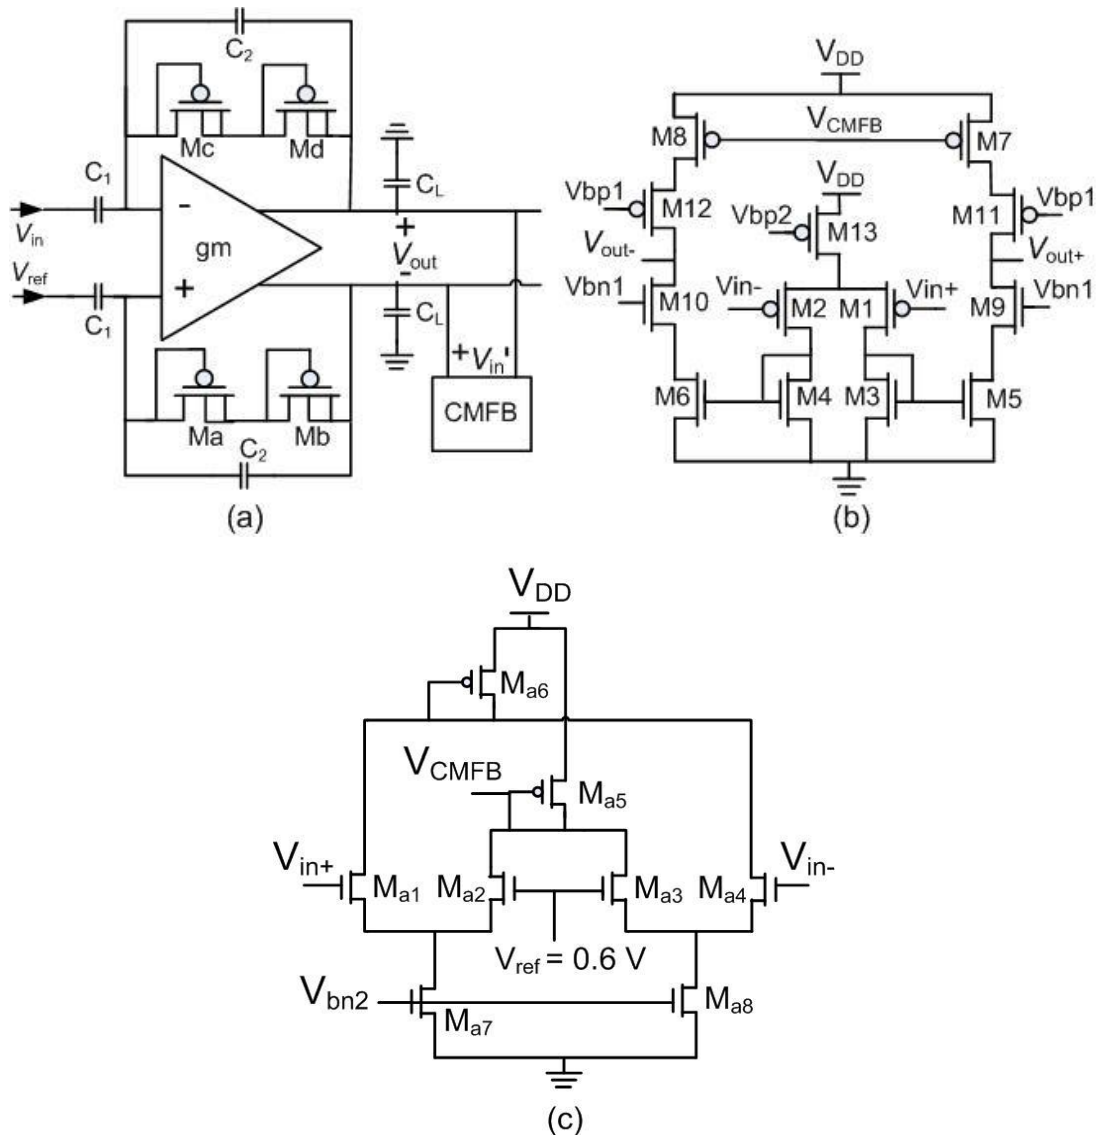 C2
Mc
Md
C1
Vin
-
gm
+
Vref
C1
CL
+
Vout
-
CL
+
Vin'
CMFB
Ma
Mb
C2
(a)
VDD
M8
VCMFB
M7
Vbp1
M12
VDD
Vbp2
M13
M11
Vbp1
Vout-
Vout+
Vbn1
M10
Vin-
M2
M1
Vin+
M9
Vbn1
M6
M4
M3
M5
(b)
VDD
Ma6
VCMFB
Ma5
Vin+
Ma1
Ma2
Ma3
Ma4
Vin-
Vref = 0.6 V
Vbn2
Ma7
Ma8
(c)